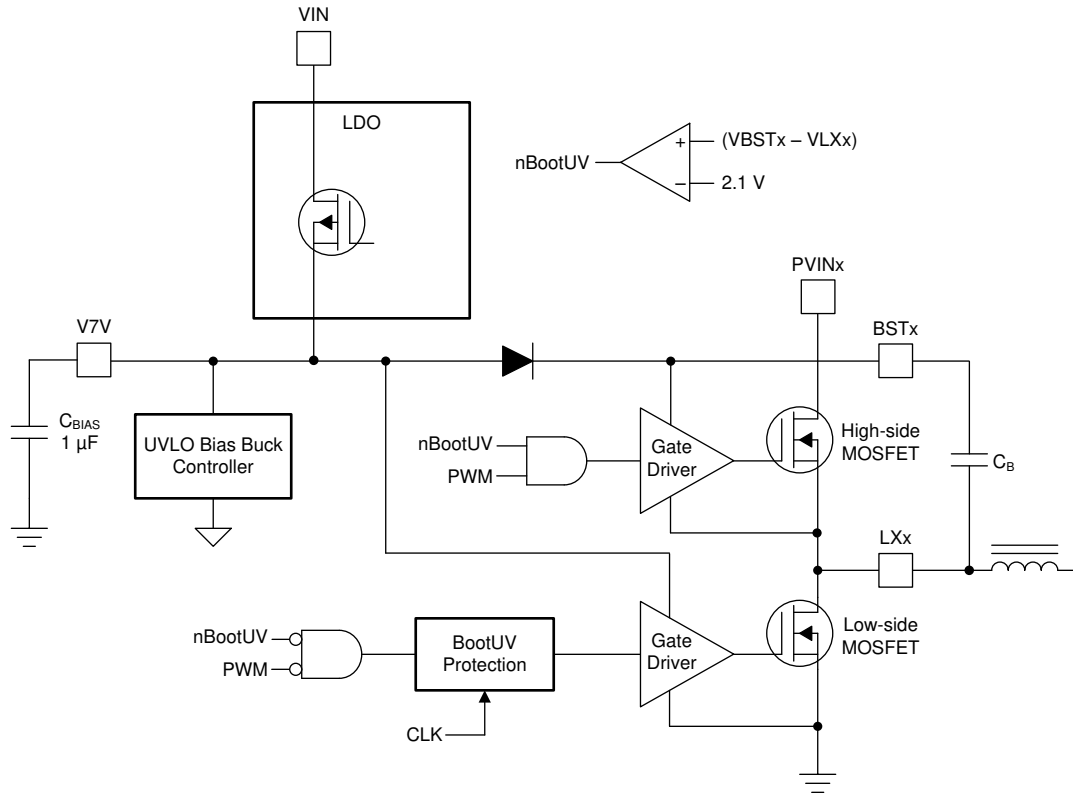 VIN
LDO
nBootUV
+
(VBSTx – VLXx)
–
2.1 V
PVINx
V7V
BSTx
CBIAS
1 µF
UVLO Bias Buck
Controller
nBootUV
PWM
Gate
Driver
High-side
MOSFET
CB
LXx
nBootUV
PWM
BootUV
Protection
Gate
Driver
Low-side
MOSFET
CLK